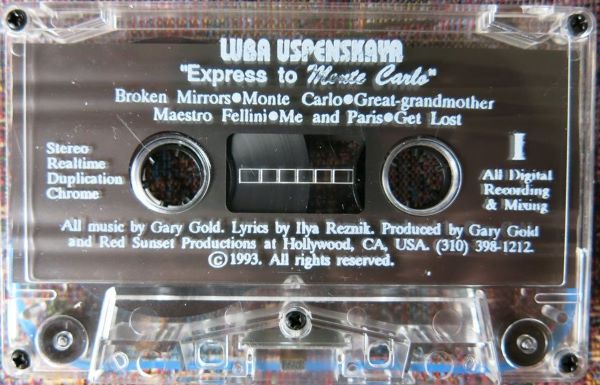 LUBA USPENSKAYA
"Express to Monte Carlo"
Broken Mirrors●Monte Carlo●Great-grandmother
Maestro Fellini●Me and Paris●Get Lost
Stereo
Realtime
Duplication
Chrome
I
All Digital
Recording
& Mixing
All music by Gary Gold. Lyrics by Ilya Reznik. Produced by Gary Gold
and Red Sunset Productions at Hollywood, CA, USA. (310) 398-1212.
©1993. All rights reserved.